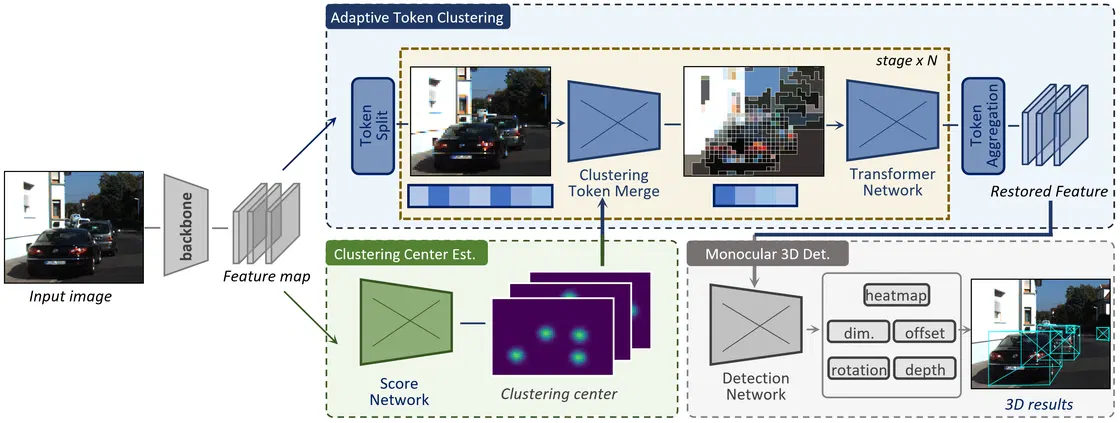 Adaptive Token Clustering
stage x N
Token
Split
Clustering
Token Merge
Transformer
Network
Token
Aggregation
Restored Feature
Input image
backbone
Feature map
Clustering Center Est.
Score
Network
Clustering center
Monocular 3D Det.
Detection
Network
heatmap
dim.
offset
rotation
depth
3D results